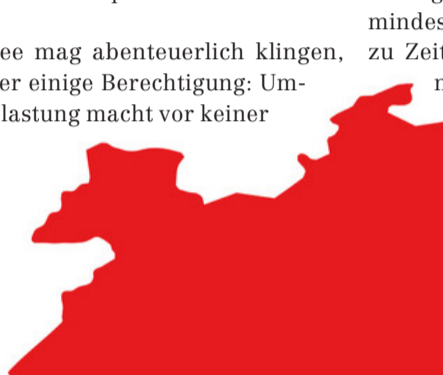 ee mag abenteuerlich klingen,
er einige Berechtigung: Um-
lastung macht vor keiner
mindes
zu Zeit